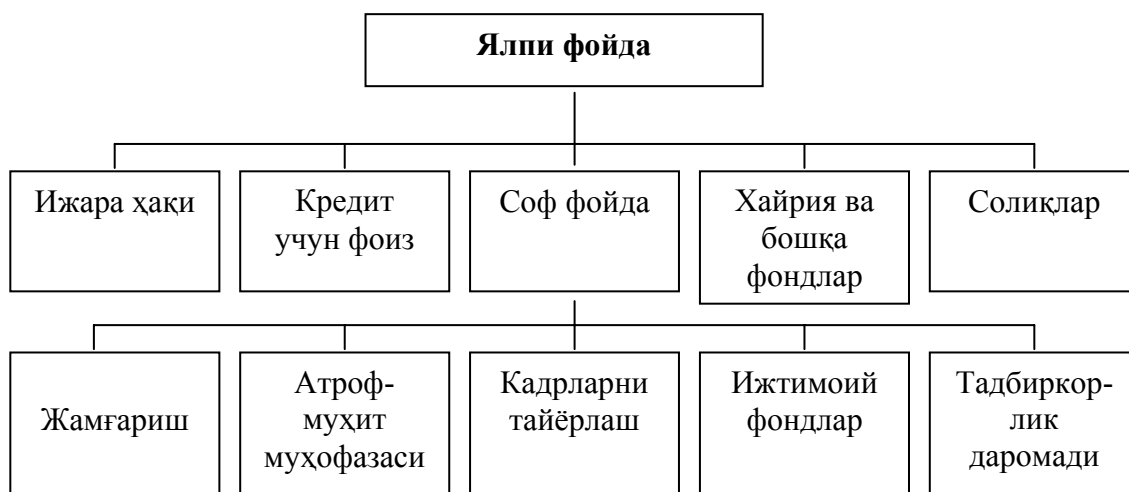 Ялпи фойда
Ижара ҳақи
Кредит
учун фоиз
Соф фойда
Хайрия ва
бошқа
фондлар
Солиқлар
Жамғариш
Атроф-
муҳит
муҳофазаси
Кадрларни
тайёрлаш
Ижтимоий
фондлар
Тадбиркор-
лик
даромади